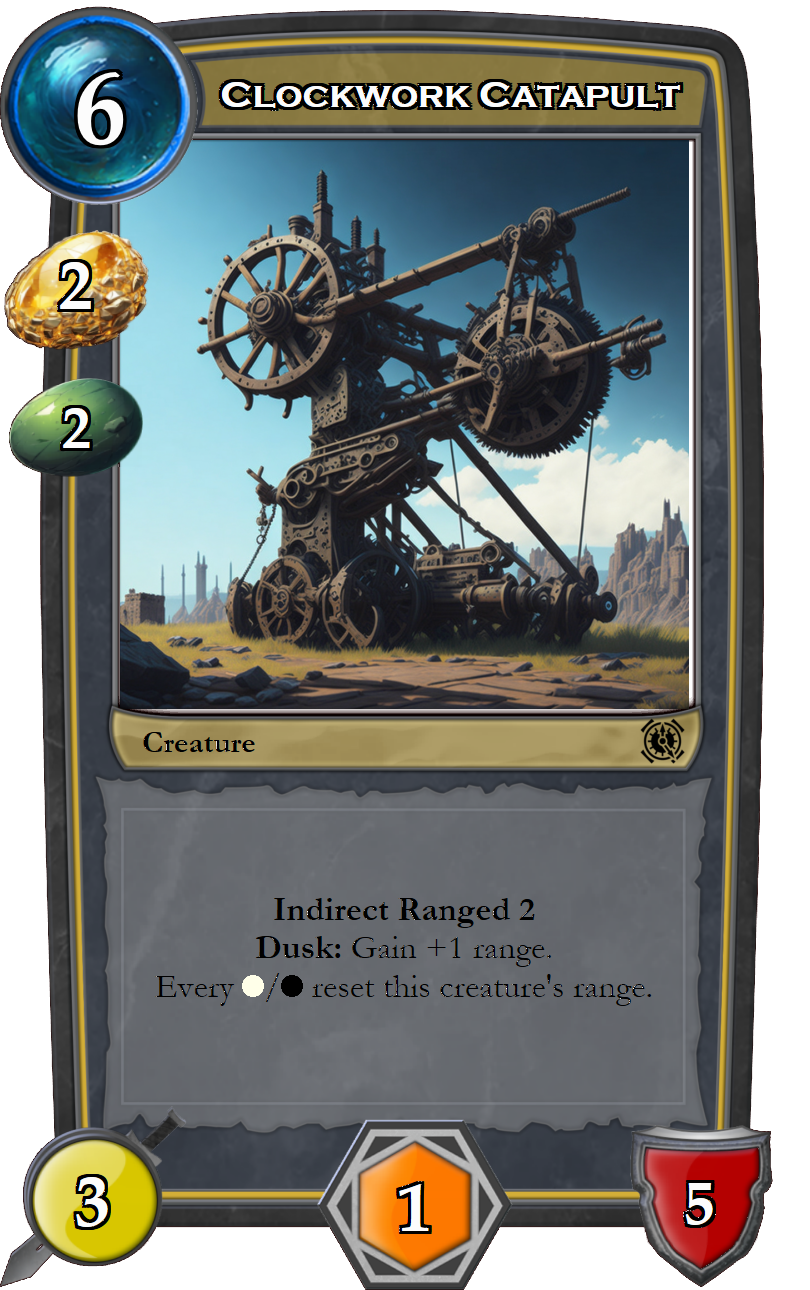 6
Clockwork Catapult
2
2
Creature
Indirect Ranged 2
Dusk: Gain +1 range.
Every ⚪/⚫ reset this creature's range.
3
1
5